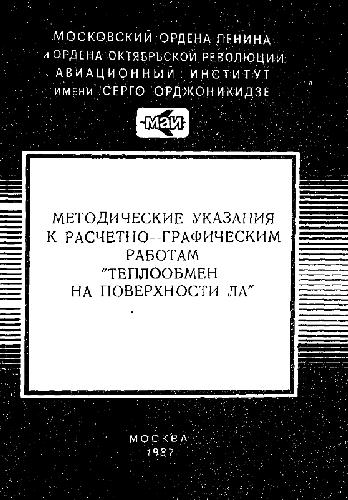 МОСКОВСКИЙ ОРДЕНА ЛЕНИНА
и ОРДЕНА ОКТЯБРЬСКОЙ РЕВОЛЮЦИИ
АВИАЦИОННЫЙ ИНСТИТУТ
ИМЕНИ СЕРГО ОРДЖОНИКИДЗЕ
МАИ
МЕТОДИЧЕСКИЕ УКАЗАНИЯ
К РАСЧЕТНО-ГРАФИЧЕСКИМ
РАБОТАМ
"ТЕПЛООБМЕН
НА ПОВЕРХНОСТИ ЛА"
МОСКВА
1987